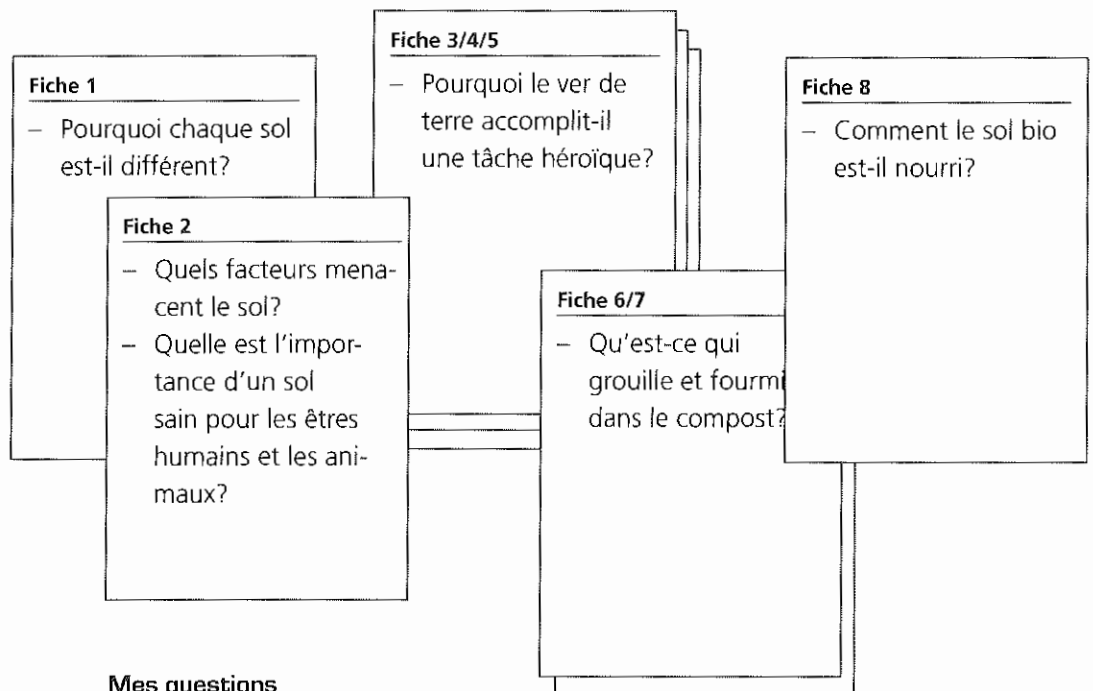 Fiche 1
– Pourquoi chaque sol
est-il différent?
Fiche 2
– Quels facteurs mena-
cent le sol?
– Quelle est l'impor-
tance d'un sol
sain pour les êtres
humains et les ani-
maux?
Fiche 3/4/5
– Pourquoi le ver de
terre accomplit-il
une tâche héroïque?
Fiche 6/7
– Qu'est-ce qui
grouille et fourmi
dans le compost?
Fiche 8
– Comment le sol bio
est-il nourri?
Mes questions